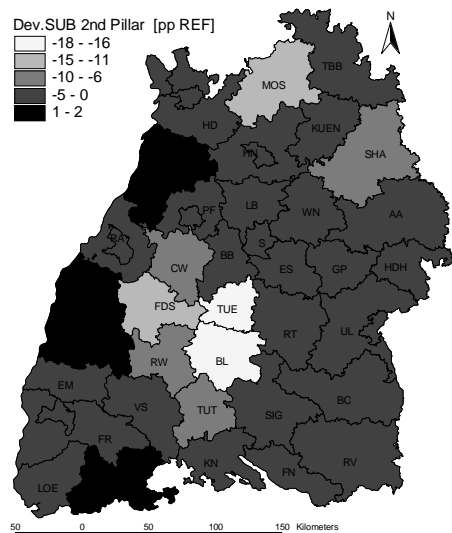 Dev.SUB 2nd Pillar [pp REF]
-18 - -16
-15 - -11
-10 - -6
-5 - 0
1 - 2
N
TBB
MOS
HD
KUEN
HN
SHA
PF
LB
WN
AA
RA
S
BB
CW
ES
GP
HDH
FDS
TUE
RT
UL
RW
BL
EM
VS
TUT
SIG
BC
FR
KN
FN
RV
LOE
50 0 50 100 150 Kilometers